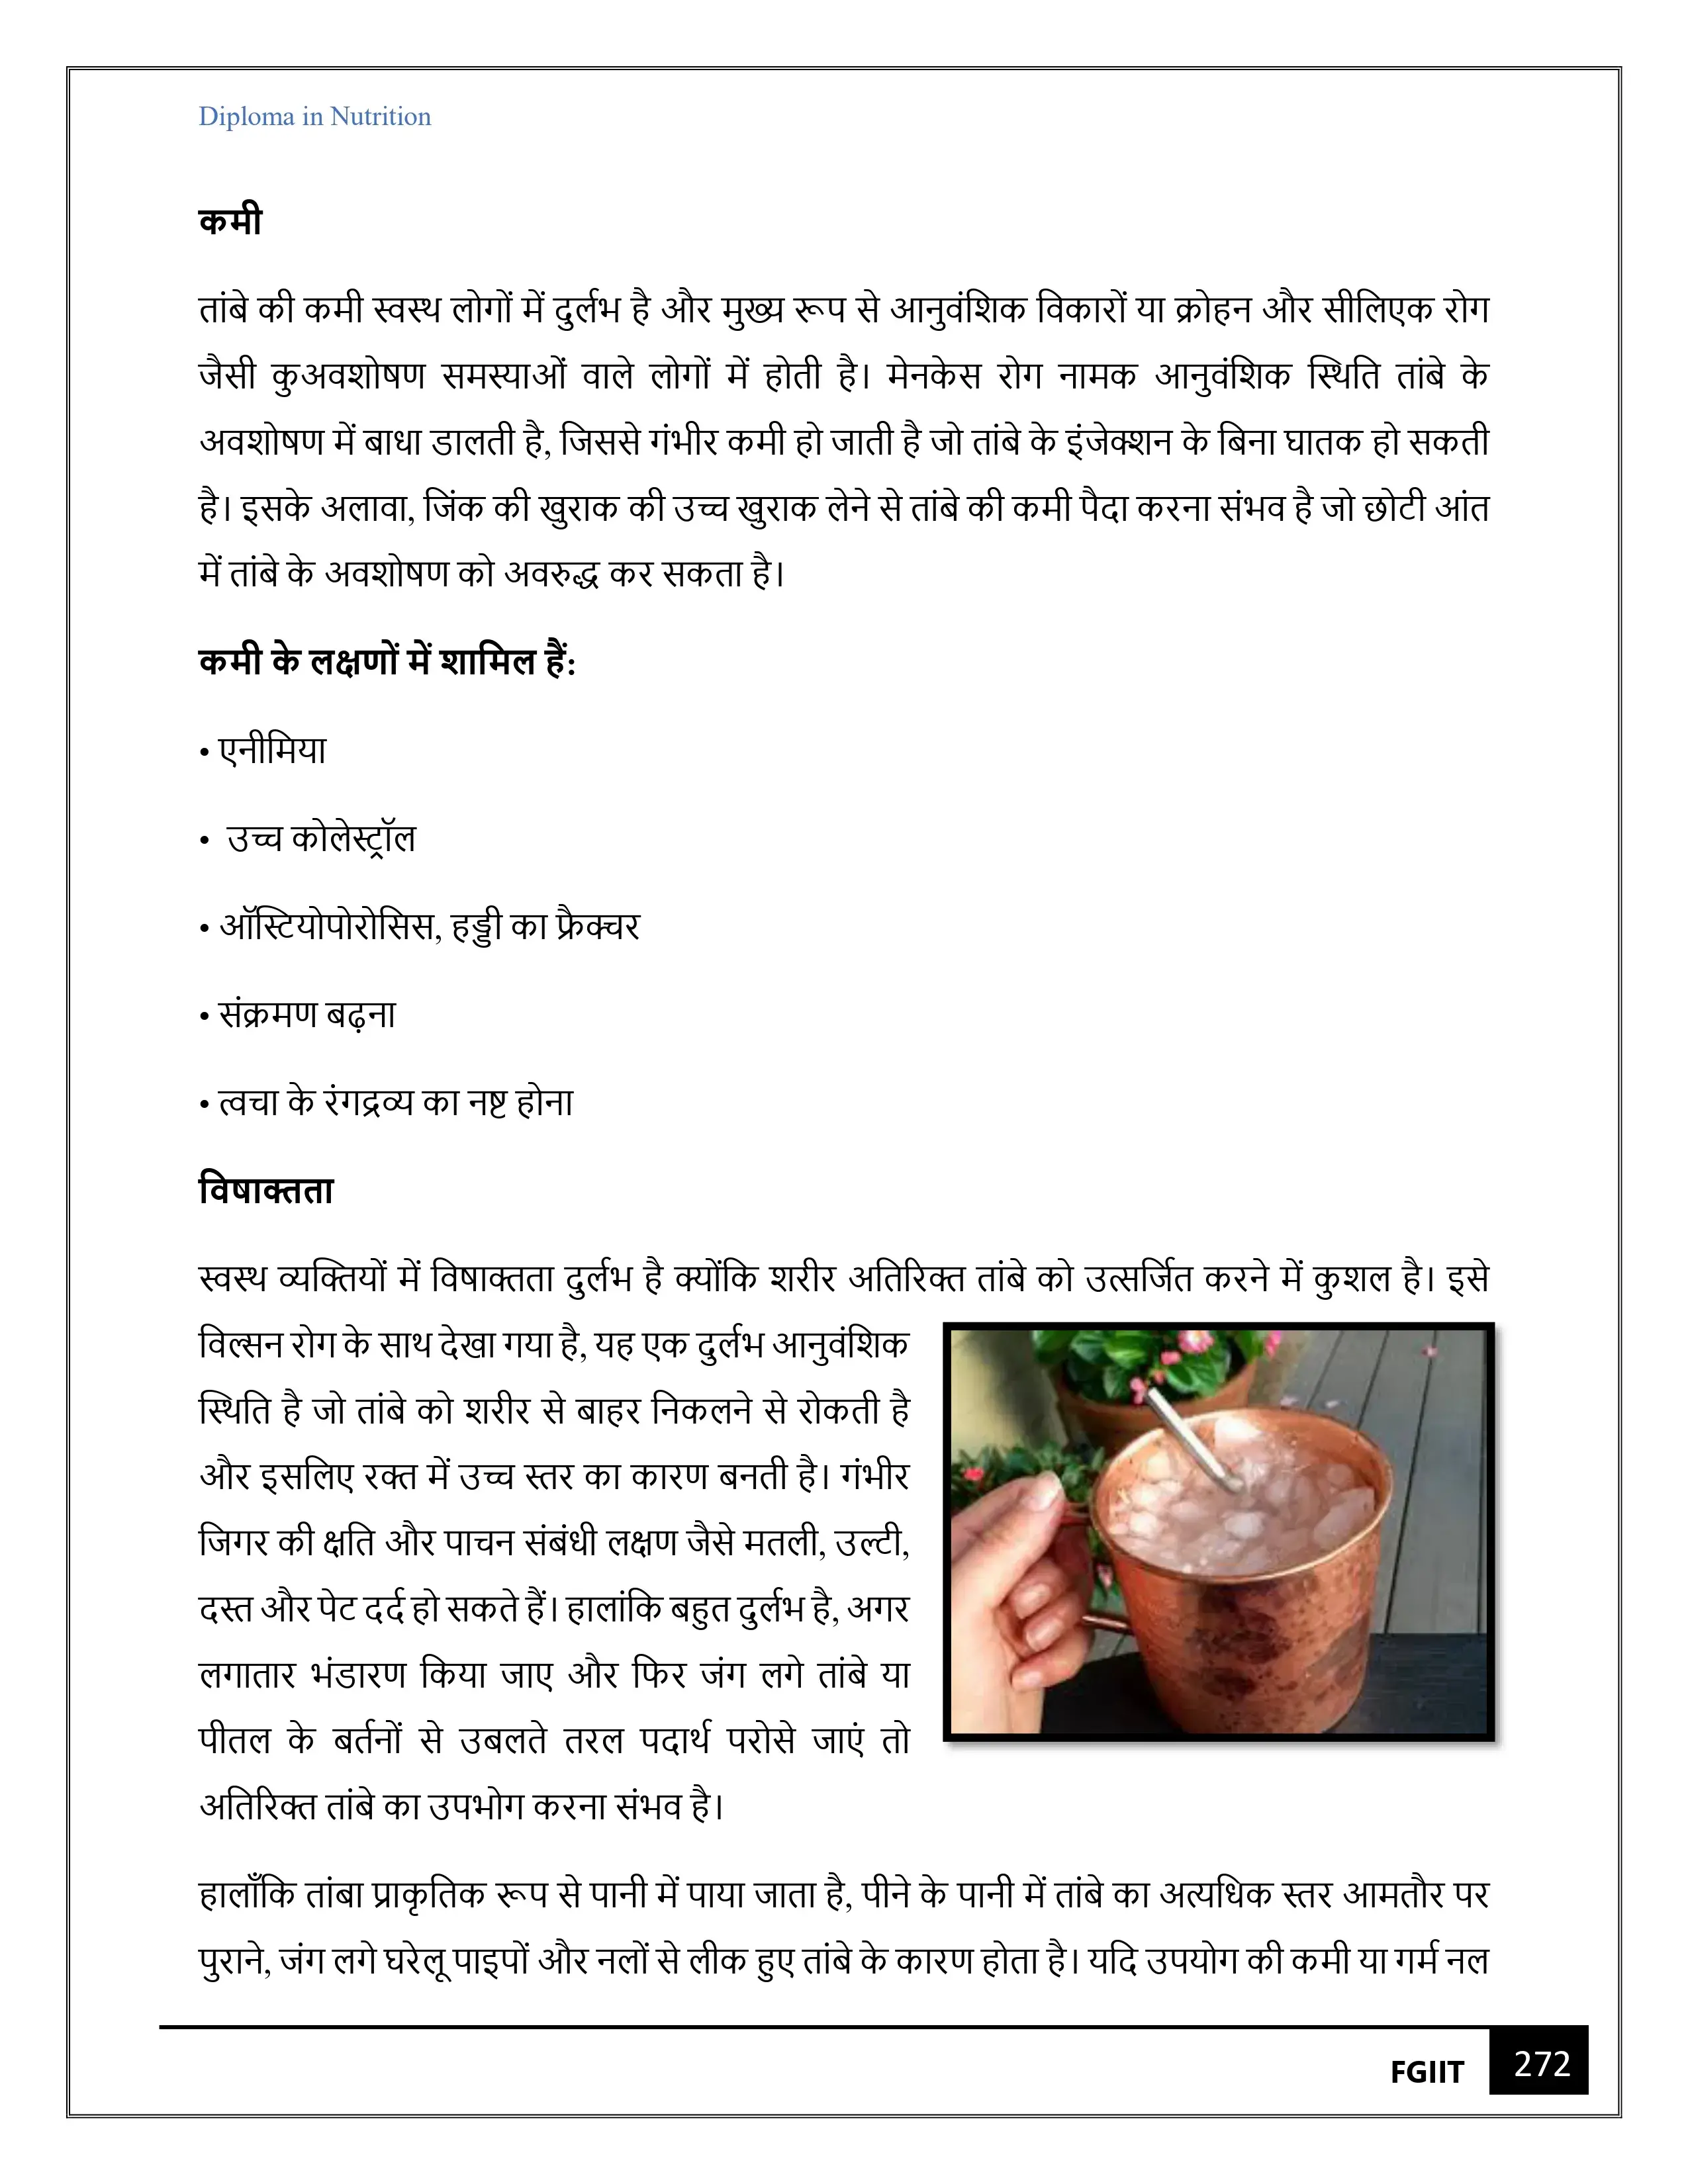 Diploma in Nutrition
कमी
तांबे की कमी स्वस्थ लोगों में दुर्लभ है और मुख्य रूप से आनुवंशिक विकारों या क्रोहन और सीलिएक रोग
जैसी कुअवशोषण समस्याओं वाले लोगों में होती है। मेनकेस रोग नामक आनुवंशिक स्थिति तांबे के
अवशोषण में बाधा डालती है, जिससे गंभीर कमी हो जाती है जो तांबे के इंजेक्शन के बिना घातक हो सकती
है। इसके अलावा, जिंक की खुराक की उच्च खुराक लेने से तांबे की कमी पैदा करना संभव है जो छोटी आंत
में तांबे के अवशोषण को अवरुद्ध कर सकता है।
कमी के लक्षणों में शामिल हैं:
• एनीमिया
• उच्च कोलेस्ट्रॉल
• ऑस्टियोपोरोसिस, हड्डी का फ्रैक्चर
• संक्रमण बढ़ना
• त्वचा के रंगद्रव्य का नष्ट होना
विषाक्तता
स्वस्थ व्यक्तियों में विषाक्तता दुर्लभ है क्योंकि शरीर अतिरिक्त तांबे को उत्सर्जित करने में कुशल है। इसे
विल्सन रोग के साथ देखा गया है, यह एक दुर्लभ आनुवंशिक
स्थिति है जो तांबे को शरीर से बाहर निकलने से रोकती है
और इसलिए रक्त में उच्च स्तर का कारण बनती है। गंभीर
जिगर की क्षति और पाचन संबंधी लक्षण जैसे मतली, उल्टी,
दस्त और पेट दर्द हो सकते हैं। हालांकि बहुत दुर्लभ है, अगर
लगातार भंडारण किया जाए और फिर जंग लगे तांबे या
पीतल के बर्तनों से उबलते तरल पदार्थ परोसे जाएं तो
अतिरिक्त तांबे का उपभोग करना संभव है।
हालाँकि तांबा प्राकृतिक रूप से पानी में पाया जाता है, पीने के पानी में तांबे का अत्यधिक स्तर आमतौर पर
पुराने, जंग लगे घरेलू पाइपों और नलों से लीक हुए तांबे के कारण होता है। यदि उपयोग की कमी या गर्म नल
FGIIT 272